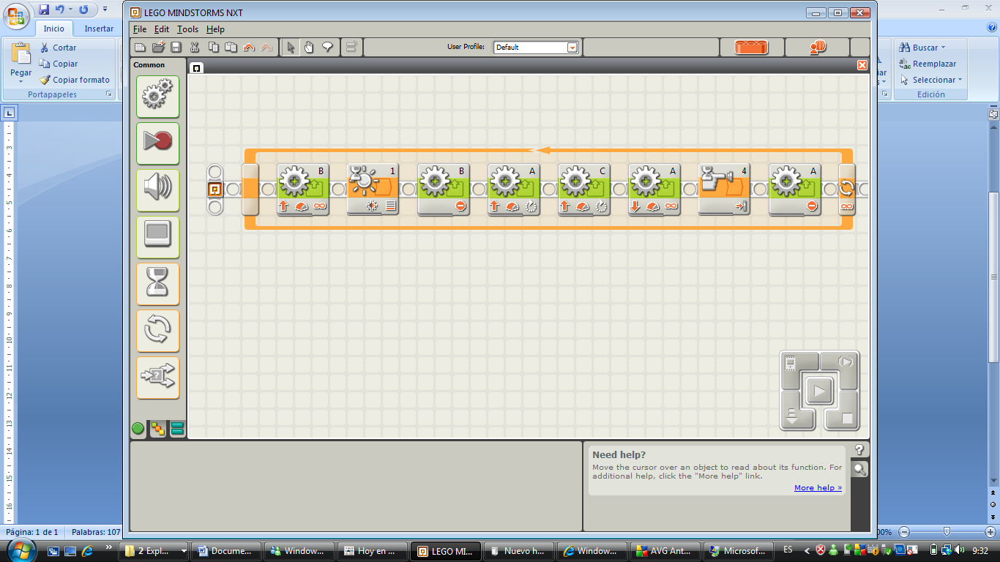 LEGO MINDSTORMS NXT
File Edit Tools Help
User Profile: Default
Common
B 1 B A C A 4 A
Need help?
Move the cursor over an object to read about its function. For
additional help, click the "More help" link.
More help »
Inicio Insertar
Pegar
Cortar
Copiar
Copiar formato
Portapapeles
Buscar
Reemplazar
Seleccionar
Edición
Página: 1 de 1 Palabras: 107
2 Expl... Docume... Window... Hoy en ... LEGO MI... Nuevo h... Window... AVG Ant... Microsof... ES 9:32